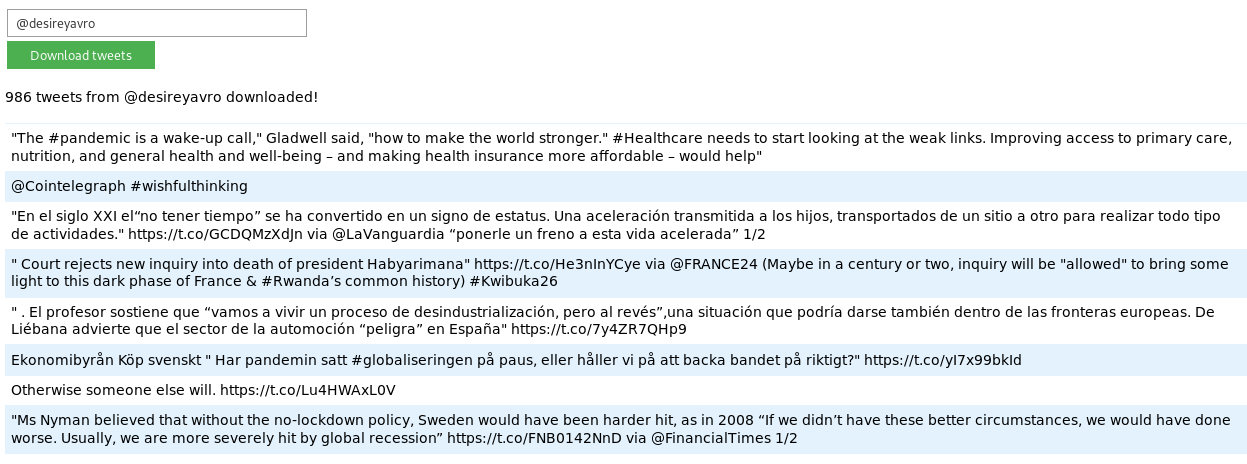 @desireyavro
Download tweets
986 tweets from @desireyavro downloaded!
"The #pandemic is a wake-up call," Gladwell said, "how to make the world stronger." #Healthcare needs to start looking at the weak links. Improving access to primary care,
nutrition, and general health and well-being – and making health insurance more affordable – would help"
@Cointelegraph #wishfulthinking
"En el siglo XXI el“no tener tiempo” se ha convertido en un signo de estatus. Una aceleración transmitida a los hijos, transportados de un sitio a otro para realizar todo tipo
de actividades." https://t.co/GCDQMzXdJn via @LaVanguardia “ponerle un freno a esta vida acelerada” 1/2
" Court rejects new inquiry into death of president Habyarimana" https://t.co/He3nInYCye via @FRANCE24 (Maybe in a century or two, inquiry will be "allowed" to bring some
light to this dark phase of France & #Rwanda’s common history) #Kwibuka26
" . El profesor sostiene que “vamos a vivir un proceso de desindustrialización, pero al revés”,una situación que podría darse también dentro de las fronteras europeas. De
Liébana advierte que el sector de la automoción “peligra” en España" https://t.co/7y4ZR7QHp9
Ekonomibyrån Köp svenskt " Har pandemin satt #globaliseringen på paus, eller håller vi på att backa bandet på riktigt?" https://t.co/yI7x99bkId
Otherwise someone else will. https://t.co/Lu4HWAxL0V
"Ms Nyman believed that without the no-lockdown policy, Sweden would have been harder hit, as in 2008 “If we didn’t have these better circumstances, we would have done
worse. Usually, we are more severely hit by global recession” https://t.co/FNB0142NnD via @FinancialTimes 1/2